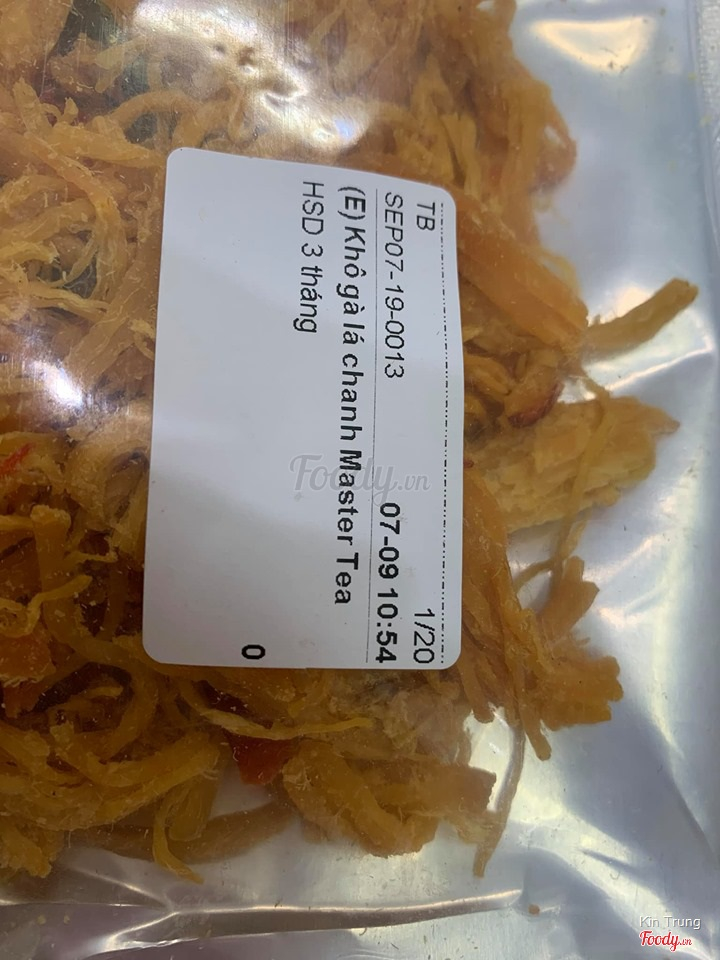 TB 1/20
SEP07-19-0013 07-09 10:54
(E) Khô gà lá chanh Master Tea
HSD 3 tháng
0
Foody.vn
Kin Trung
Foody.vn